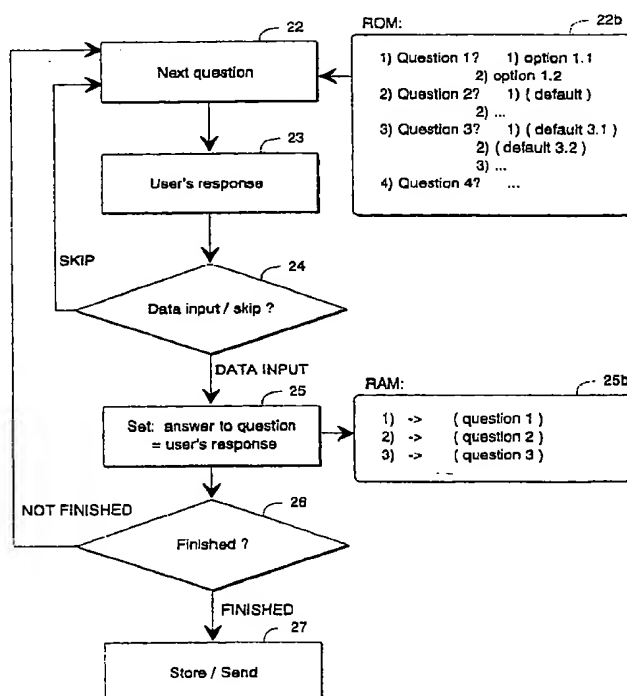 22
Next question
22b
ROM:
1) Question 1? 1) option 1.1
2) option 1.2
2) Question 2? 1) ( default )
2) ...
3) Question 3? 1) ( default 3.1 )
2) ( default 3.2 )
3) ...
4) Question 4? ...
23
User's response
SKIP
24
Data input / skip ?
DATA INPUT
25
Set: answer to question
= user's response
25b
RAM:
1) -> ( question 1 )
2) -> ( question 2 )
3) -> ( question 3 )
NOT FINISHED
26
Finished ?
FINISHED
27
Store / Send